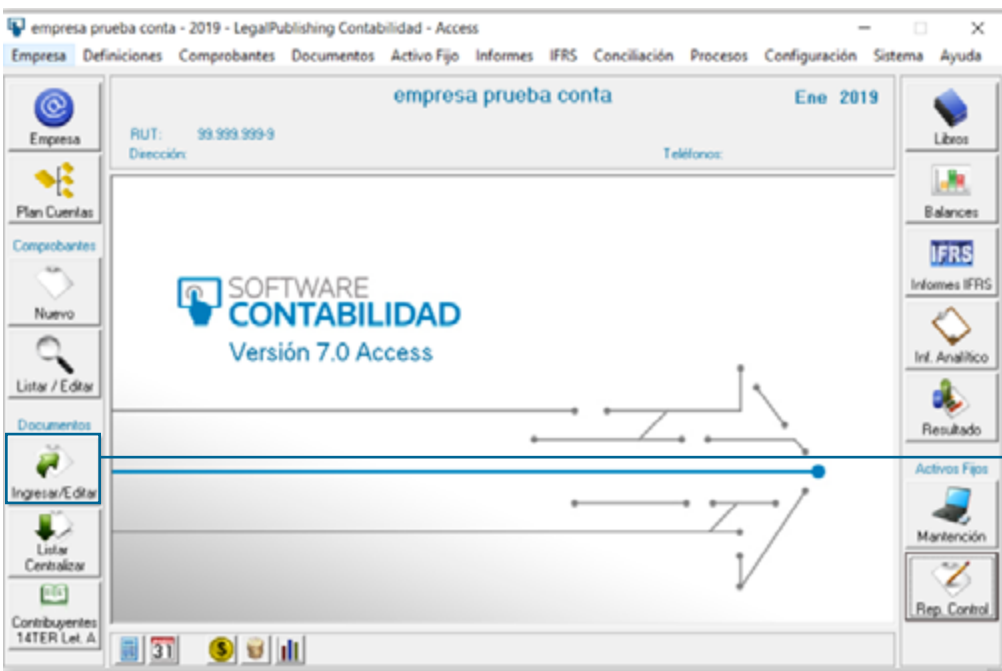 empresa prueba conta - 2019 - LegalPublishing Contabilidad - Access
Empresa Definiciones Comprobantes Documentos Activo Fijo Informes IFRS Conciliación Procesos Configuración Sistema Ayuda
empresa prueba conta
Ene 2019
RUT: 99.999.999-9
Dirección:
Teléfonos:
Empresa
Plan Cuentas
Comprobantes
Nuevo
Listar / Editar
Documentos
Ingresar/Editar
Listar
Centralizar
Contribuyentes
14TER Let. A
SOFTWARE
CONTABILIDAD
Versión 7.0 Access
Libros
Balances
IFRS
Informes IFRS
Inf. Analítico
Resultado
Activos Fijos
Mantención
Rep. Control
31
$